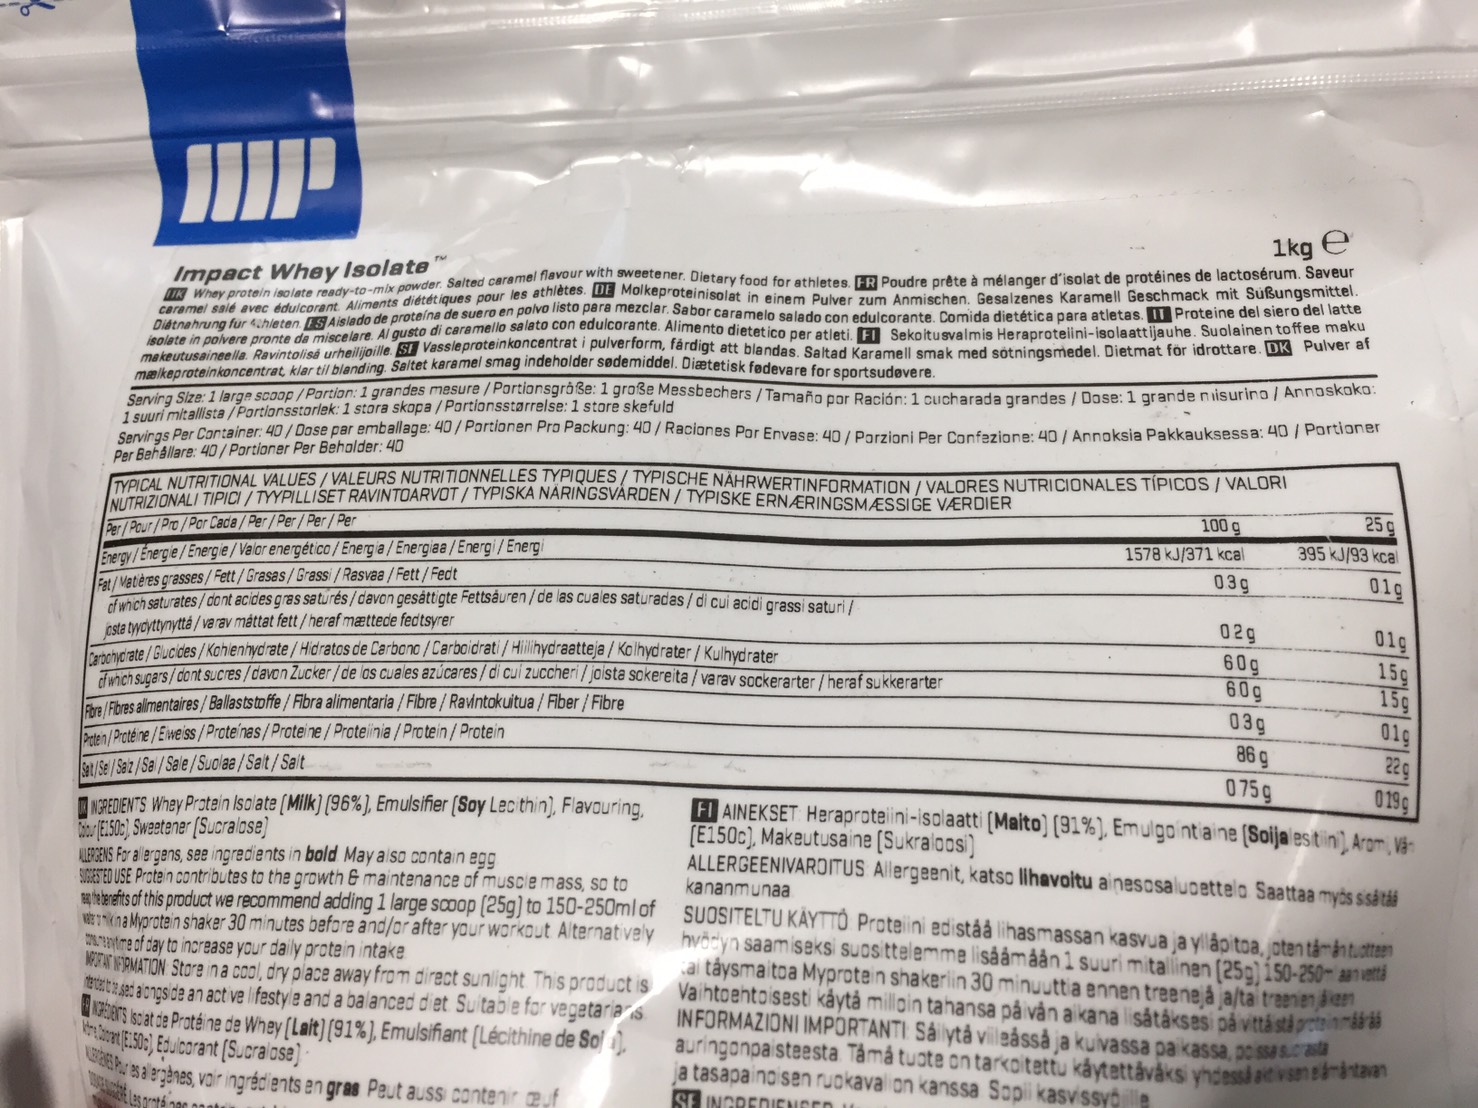 1kg ℮
Impact Whey Isolate™
UK Whey protein isolate ready-to-mix powder. Salted caramel flavour with sweetener. Dietary food for athletes. FR Poudre prête à mélanger d'isolat de protéines de lactosérum. Saveur
caramel salé avec édulcorant. Aliments diététiques pour les athlètes. DE Molkeproteinisolat in einem Pulver zum Anmischen. Gesalzenes Karamell Geschmack mit Süßungsmittel.
Diätnahrung für Athleten. ES Aislado de proteína de suero en polvo listo para mezclar. Sabor caramelo salado con edulcorante. Comida dietética para atletas. IT Proteine del siero del latte
isolate in polvere pronte da miscelare. Al gusto di caramello salato con edulcorante. Alimento dietetico per atleti. FI Sekoitusvalmis Heraproteiini-isolaattijauhe. Suolainen toffee maku
makeutusaineella. Ravintolisä urheilijoille. SE Vassleproteinkoncentrat i pulverform, färdigt att blandas. Saltad Karamell smak med sötningsmedel. Dietmat för idrottare. DK Pulver af
mælkeproteinkoncentrat, klar til blanding. Saltet karamel smag indeholder sødemiddel. Diætetisk fødevare for sportsudøvere.
Serving Size: 1 large scoop / Portion: 1 grandes mesure / Portionsgröße: 1 große Messbechers / Tamaño por Ración: 1 cucharada grandes / Dose: 1 grande misurino / Annoskoko:
1 suuri mitallista / Portionsstorlek: 1 stora skopa / Portionsstørrelse: 1 store skefuld
Servings Per Container: 40 / Dose par emballage: 40 / Portionen Pro Packung: 40 / Raciones Por Envase: 40 / Porzioni Per Confezione: 40 / Annoksia Pakkauksessa: 40 / Portioner
Per Behållare: 40 / Portioner Per Beholder: 40
TYPICAL NUTRITIONAL VALUES / VALEURS NUTRITIONNELLES TYPIQUES / TYPISCHE NÄHRWERTINFORMATION / VALORES NUTRICIONALES TÍPICOS / VALORI
NUTRIZIONALI TIPICI / TYYPILLISET RAVINTOARVOT / TYPISKA NÄRINGSVÄRDEN / TYPISKE ERNÆRINGSMÆSSIGE VÆRDIER
Per / Pour / Pro / Por Cada / Per / Per / Per / Per 100 g 25 g
Energy / Énergie / Energie / Valor energético / Energia / Energiaa / Energi / Energi 1578 kJ/371 kcal 395 kJ/93 kcal
Fat / Matières grasses / Fett / Grasas / Grassi / Rasvaa / Fett / Fedt 0.3 g 0.1g
of which saturates / dont acides gras saturés / davon gesättigte Fettsäuren / de las cuales saturadas / di cui acidi grassi saturi /
josta tyydyttynyttä / varav mättat fett / heraf mættede fedtsyrer 0.2g 0.1g
Carbohydrate / Glucides / Kohlenhydrate / Hidratos de Carbono / Carboidrati / Hiilihydraatteja / Kolhydrater / Kulhydrater 6.0g 1.5g
of which sugars / dont sucres / davon Zucker / de los cuales azúcares / di cui zuccheri / joista sokereita / varav sockerarter / heraf sukkerarter 6.0g 1.5g
Fibre / Fibres alimentaires / Ballaststoffe / Fibra alimentaria / Fibre / Ravintokuitua / Fiber / Fibre 0.3g 0.1g
Protein / Protéine / Eiweiss / Proteínas / Proteine / Proteiinia / Protein / Protein 86 g 22g
Salt / Sel / Salz / Sal / Sale / Suolaa / Salt / Salt 0.75g 0.19g
UK INGREDIENTS Whey Protein Isolate (Milk) (96%), Emulsifier (Soy Lecithin), Flavouring,
Colour (E150c), Sweetener (Sucralose)
ALLERGENS For allergens, see ingredients in bold May also contain egg
SUGGESTED USE Protein contributes to the growth & maintenance of muscle mass, so to
reap the benefits of this product we recommend adding 1 large scoop (25g) to 150-250ml of
water or milk in a Myprotein shaker 30 minutes before and/or after your workout. Alternatively
consume anytime of day to increase your daily protein intake
IMPORTANT INFORMATION Store in a cool, dry place away from direct sunlight This product is
intended to be used alongside an active lifestyle and a balanced diet. Suitable for vegetarians
FR INGREDIENTS Isolat de Protéine de Whey (Lait) (91%), Emulsifiant (Lécithine de Soja),
Arôme, Colorant (E150c), Édulcorant (Sucralose)
ALLERGÈNES Pour les allergènes, voir ingrédients en gras Peut aussi contenir œuf
FI AINEKSET Heraproteiini-isolaatti (Maito) (91%), Emulgointiaine (Soijalesitiini), Aromi, Vä-
(E150c), Makeutusaine (Sukraloosi)
ALLERGEENIVAROITUS Allergeenit, katso lihavoitu ainesosaluettelo Saattaa myös sisältää
kananmunaa
SUOSITELTU KÄYTTÖ Proteiini edistää lihasmassan kasvua ja ylläpitoa, joten tämän tuotteen
hyödyn saamiseksi suosittelemme lisäämään 1 suuri mitallinen (25g) 150-250ml aan vettä
tai täysmaitoa Myprotein shakeriin 30 minuuttia ennen treenejä ja/tai treenien jälkeen
Vaihtoehtoisesti käytä milloin tahansa päivän aikana lisätäksesi päivittäistä proteiinimäärää
INFORMAZIONI IMPORTANTI Säilytä viileässä ja kuivassa paikassa, poissa suorasta
auringonpaisteesta. Tämä tuote on tarkoitettu käytettäväksi yhdessä aktiivisen elämäntavan
ja tasapainoisen ruokavalion kanssa Sopii kasvissyöjille
SE INGREDIENSER